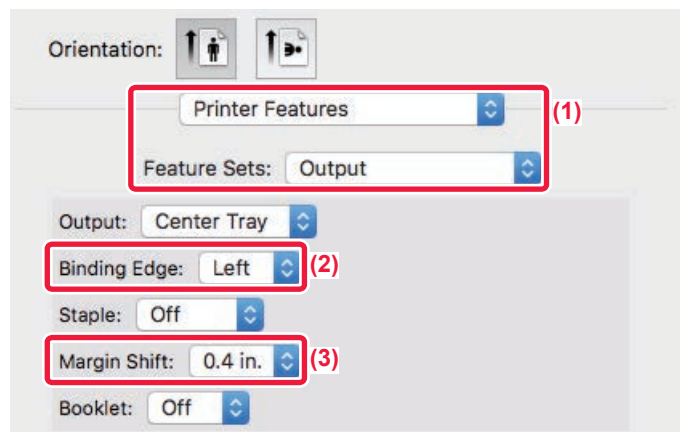 Orientation:
Printer Features
(1)
Feature Sets: Output
Output: Center Tray
Binding Edge: Left
(2)
Staple: Off
Margin Shift: 0.4 in.
(3)
Booklet: Off